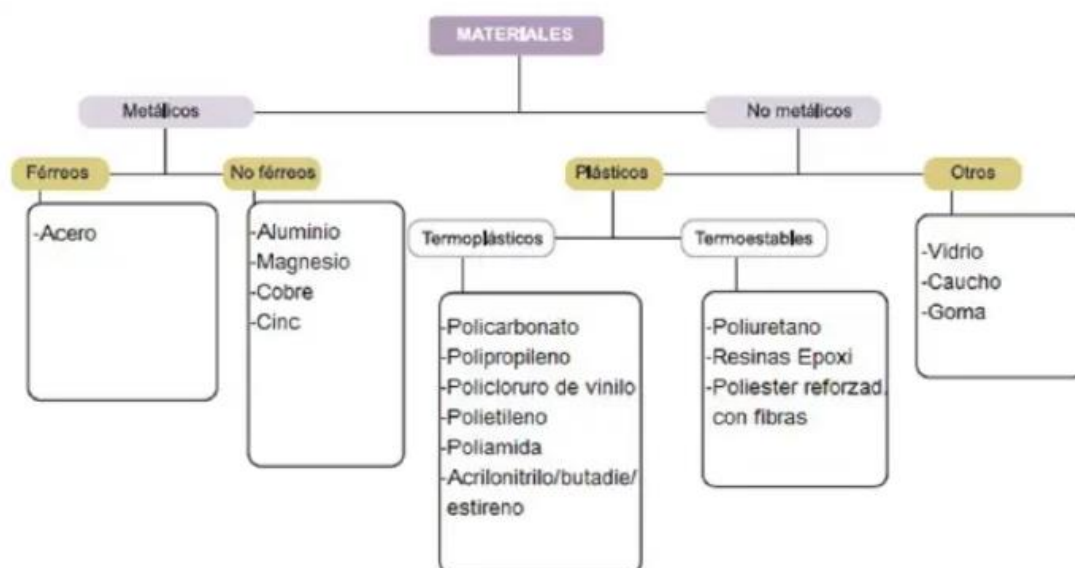 MATERIALES
Metálicos
No metálicos
Férreos
No férreos
Plásticos
Otros
-Acero
-Aluminio
-Magnesio
-Cobre
-Cinc
Termoplásticos
Termoestables
-Vidrio
-Caucho
-Goma
-Policarbonato
-Polipropileno
-Policloruro de vinilo
-Polietileno
-Poliamida
-Acrilonitrilo/butadie/
estireno
-Poliuretano
-Resinas Epoxi
-Poliester reforzad.
con fibras